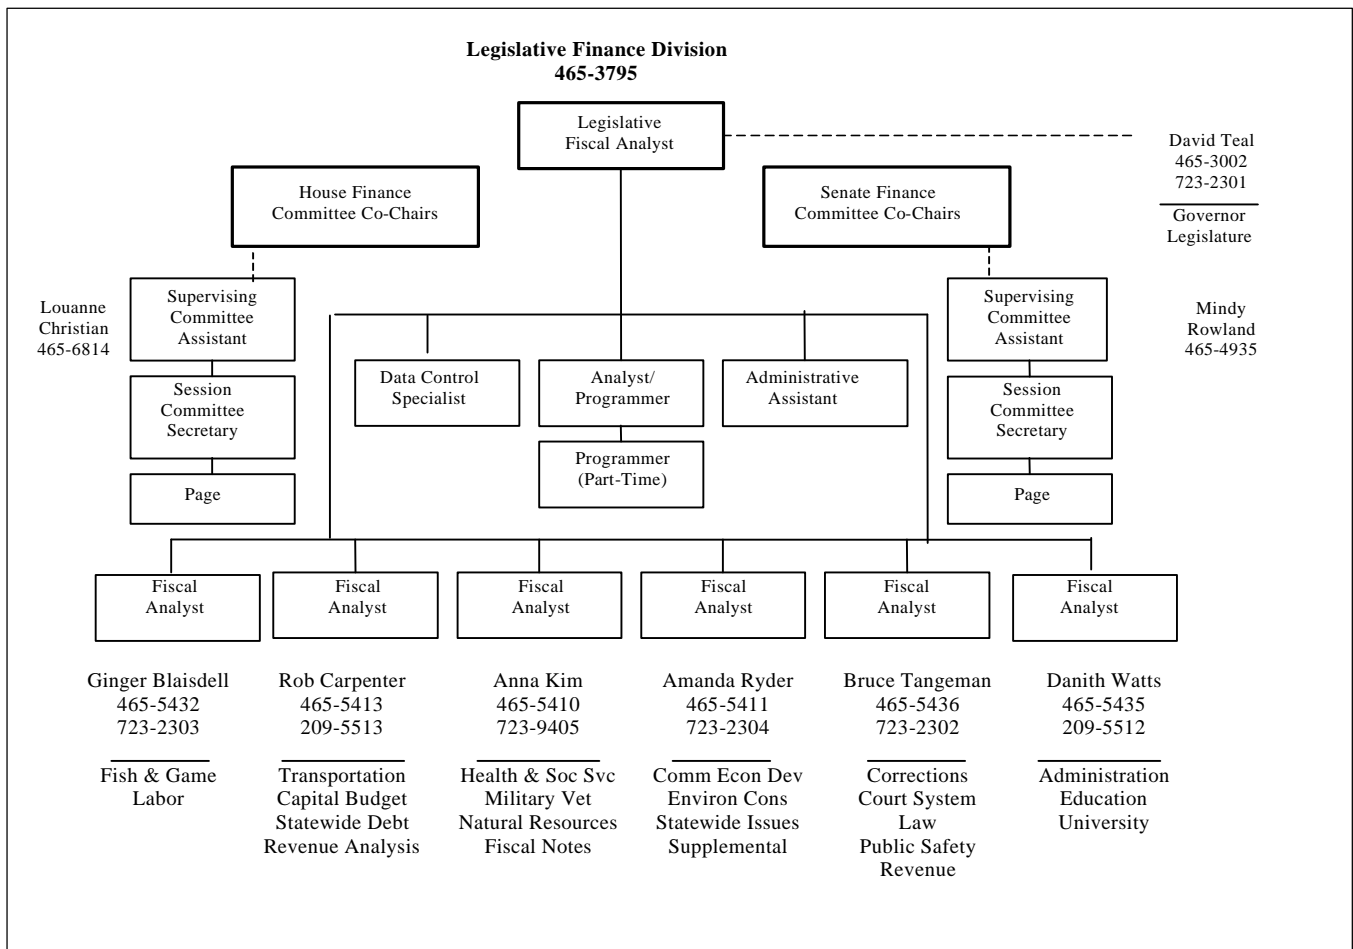 Legislative Finance Division
465-3795
Legislative
Fiscal Analyst
David Teal
465-3002
723-2301
Governor
Legislature
House Finance
Committee Co-Chairs
Senate Finance
Committee Co-Chairs
Louanne
Christian
465-6814
Supervising
Committee
Assistant
Supervising
Committee
Assistant
Mindy
Rowland
465-4935
Data Control
Specialist
Analyst/
Programmer
Administrative
Assistant
Session
Committee
Secretary
Session
Committee
Secretary
Programmer
(Part-Time)
Page
Page
Fiscal
Analyst
Fiscal
Analyst
Fiscal
Analyst
Fiscal
Analyst
Fiscal
Analyst
Fiscal
Analyst
Ginger Blaisdell
465-5432
723-2303
Fish & Game
Labor
Rob Carpenter
465-5413
209-5513
Transportation
Capital Budget
Statewide Debt
Revenue Analysis
Anna Kim
465-5410
723-9405
Health & Soc Svc
Military Vet
Natural Resources
Fiscal Notes
Amanda Ryder
465-5411
723-2304
Comm Econ Dev
Environ Cons
Statewide Issues
Supplemental
Bruce Tangeman
465-5436
723-2302
Corrections
Court System
Law
Public Safety
Revenue
Danith Watts
465-5435
209-5512
Administration
Education
University